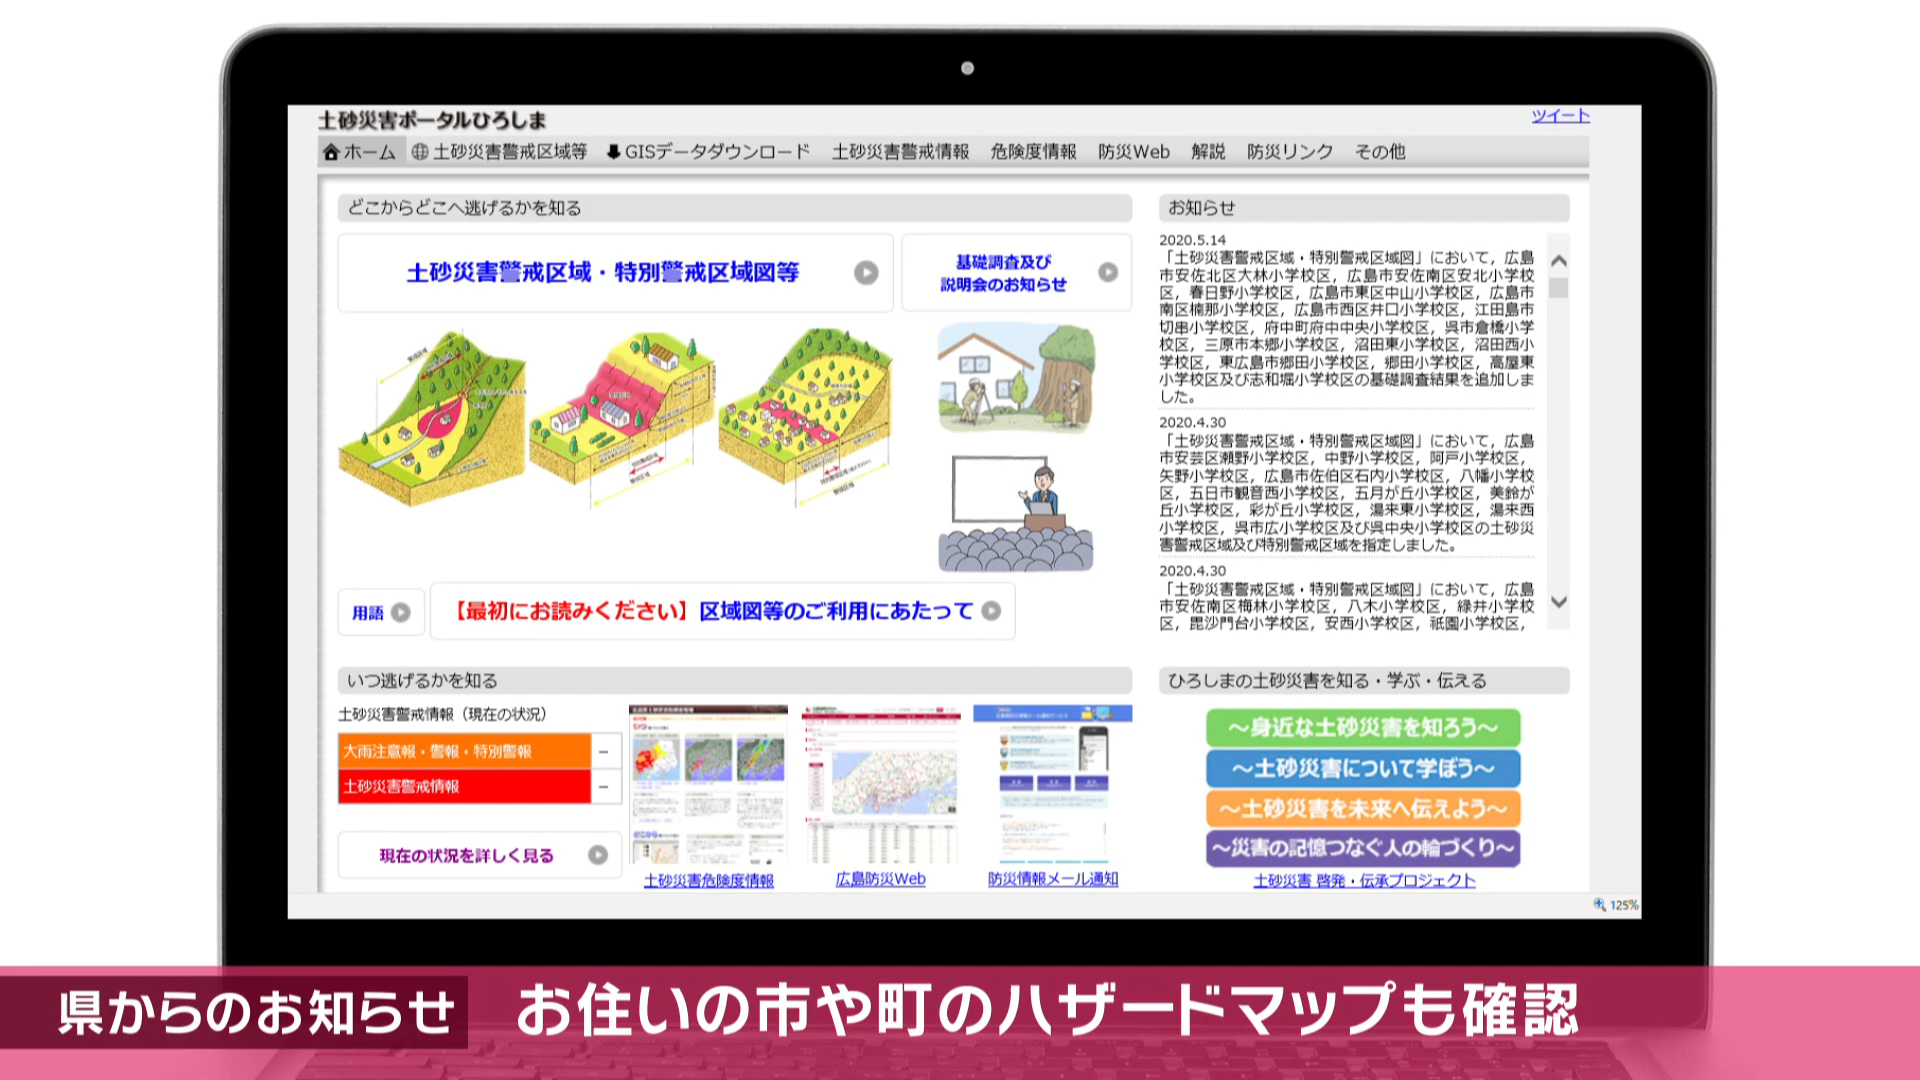 土砂災害ポータルひろしま
ツイート
ホーム 土砂災害警戒区域等 GISデータダウンロード 土砂災害警戒情報 危険度情報 防災Web 解説 防災リンク その他
どこからどこへ逃げるかを知る
土砂災害警戒区域・特別警戒区域図等
基礎調査及び
説明会のお知らせ
用語
【最初にお読みください】区域図等のご利用にあたって
お知らせ
2020.5.14
「土砂災害警戒区域・特別警戒区域図」において，広島
市安佐北区大林小学校区，広島市安佐南区安北小学校
区，春日野小学校区，広島市東区中山小学校区，広島市
南区楠那小学校区，広島市西区井口小学校区，江田島市
切串小学校区，府中町府中中央小学校区，呉市倉橋小学
校区，三原市本郷小学校区，沼田東小学校区，沼田西小
学校区，東広島市郷田小学校区，郷田小学校区，高屋東
小学校区及び志和堀小学校区の基礎調査結果を追加しま
した。
2020.4.30
「土砂災害警戒区域・特別警戒区域図」において，広島
市安芸区瀬野小学校区，中野小学校区，阿戸小学校区，
矢野小学校区，広島市佐伯区石内小学校区，八幡小学校
区，五日市観音西小学校区，五月が丘小学校区，美鈴が
丘小学校区，彩が丘小学校区，湯来東小学校区，湯来西
小学校区，呉市広小学校区及び呉中央小学校区の土砂災
害警戒区域及び特別警戒区域を指定しました。
2020.4.30
「土砂災害警戒区域・特別警戒区域図」において，広島
市安佐南区梅林小学校区，八木小学校区，緑井小学校
区，毘沙門台小学校区，安西小学校区，祇園小学校区，
いつ逃げるかを知る
土砂災害警戒情報（現在の状況）
大雨注意報・警報・特別警報 －
土砂災害警戒情報 －
現在の状況を詳しく見る
土砂災害危険度情報
広島防災Web
防災情報メール通知
ひろしまの土砂災害を知る・学ぶ・伝える
～身近な土砂災害を知ろう～
～土砂災害について学ぼう～
～土砂災害を未来へ伝えよう～
～災害の記憶つなぐ人の輪づくり～
土砂災害 啓発・伝承プロジェクト
125%
県からのお知らせ
お住いの市や町のハザードマップも確認